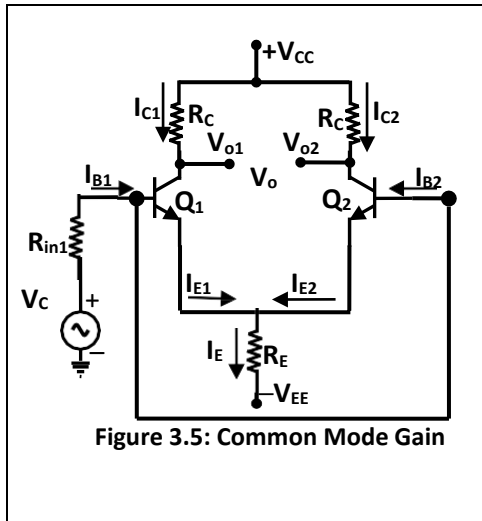 +VCC
IC1
RC
RC
IC2
Vo1
Vo2
Vo
IB1
IB2
Q1
Q2
Rin1
IE1
IE2
VC
+
–
IE
RE
–VEE
Figure 3.5: Common Mode Gain